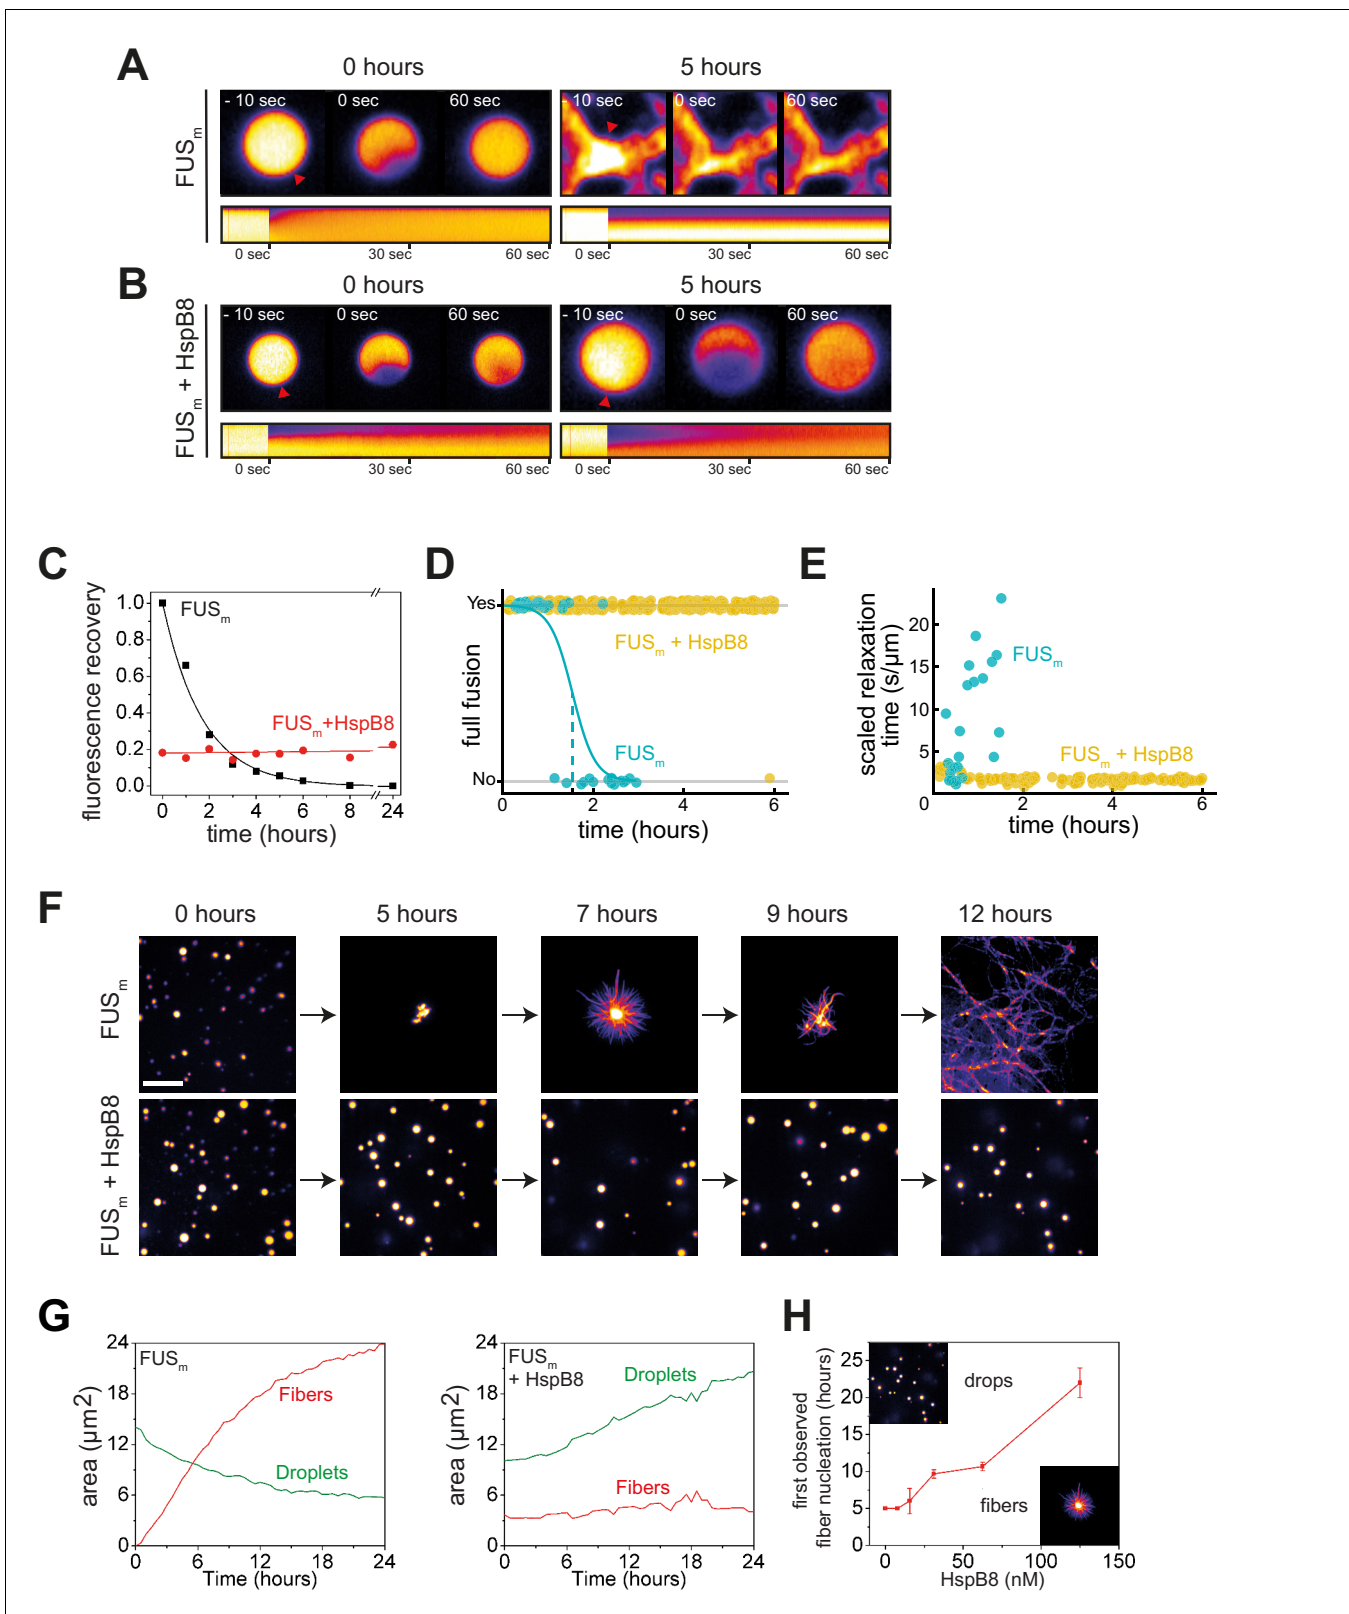 A
0 hours
5 hours
FUSm
- 10 sec
0 sec
60 sec
- 10 sec
0 sec
60 sec
0 sec
30 sec
60 sec
0 sec
30 sec
60 sec
B
0 hours
5 hours
FUSm + HspB8
- 10 sec
0 sec
60 sec
- 10 sec
0 sec
60 sec
0 sec
30 sec
60 sec
0 sec
30 sec
60 sec
C
fluorescence recovery
1.0
0.8
0.6
0.4
0.2
0.0
FUSm
FUSm+HspB8
0 2 4 6 8 24
time (hours)
D
full fusion
Yes
No
FUSm + HspB8
FUSm
0 2 4 6
time (hours)
E
scaled relaxation
time (s/µm)
20
15
10
5
0
FUSm
FUSm + HspB8
0 2 4 6
time (hours)
F
0 hours
5 hours
7 hours
9 hours
12 hours
FUSm
FUSm + HspB8
G
area (µm2)
24
18
12
6
0
FUSm
Fibers
Droplets
0 6 12 18 24
Time (hours)
area (µm2)
24
18
12
6
0
FUSm
+ HspB8
Droplets
Fibers
0 6 12 18 24
Time (hours)
H
first observed
fiber nucleation (hours)
25
20
15
10
5
0
drops
fibers
0 50 100 150
HspB8 (nM)